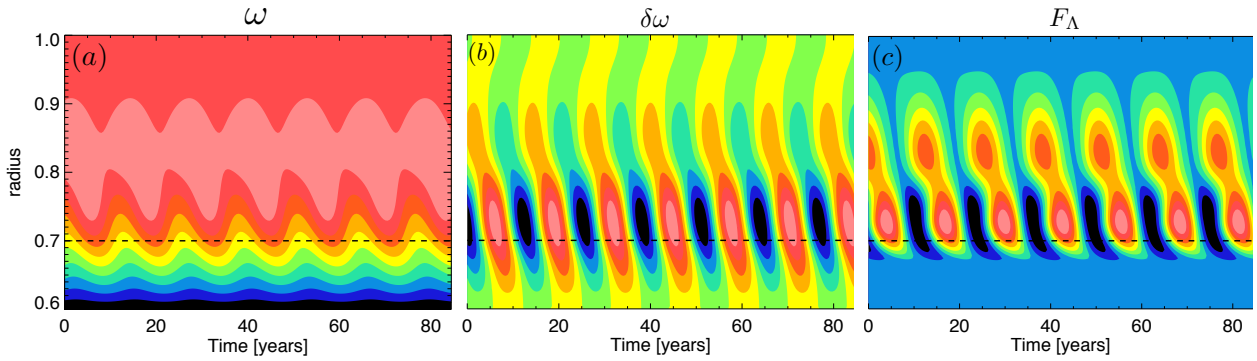 ω δω F_Λ
(a) (b) (c)
1.0
0.9
0.8
0.7
0.6
radius
0 20 40 60 80 0 20 40 60 80 0 20 40 60 80
Time [years] Time [years] Time [years]